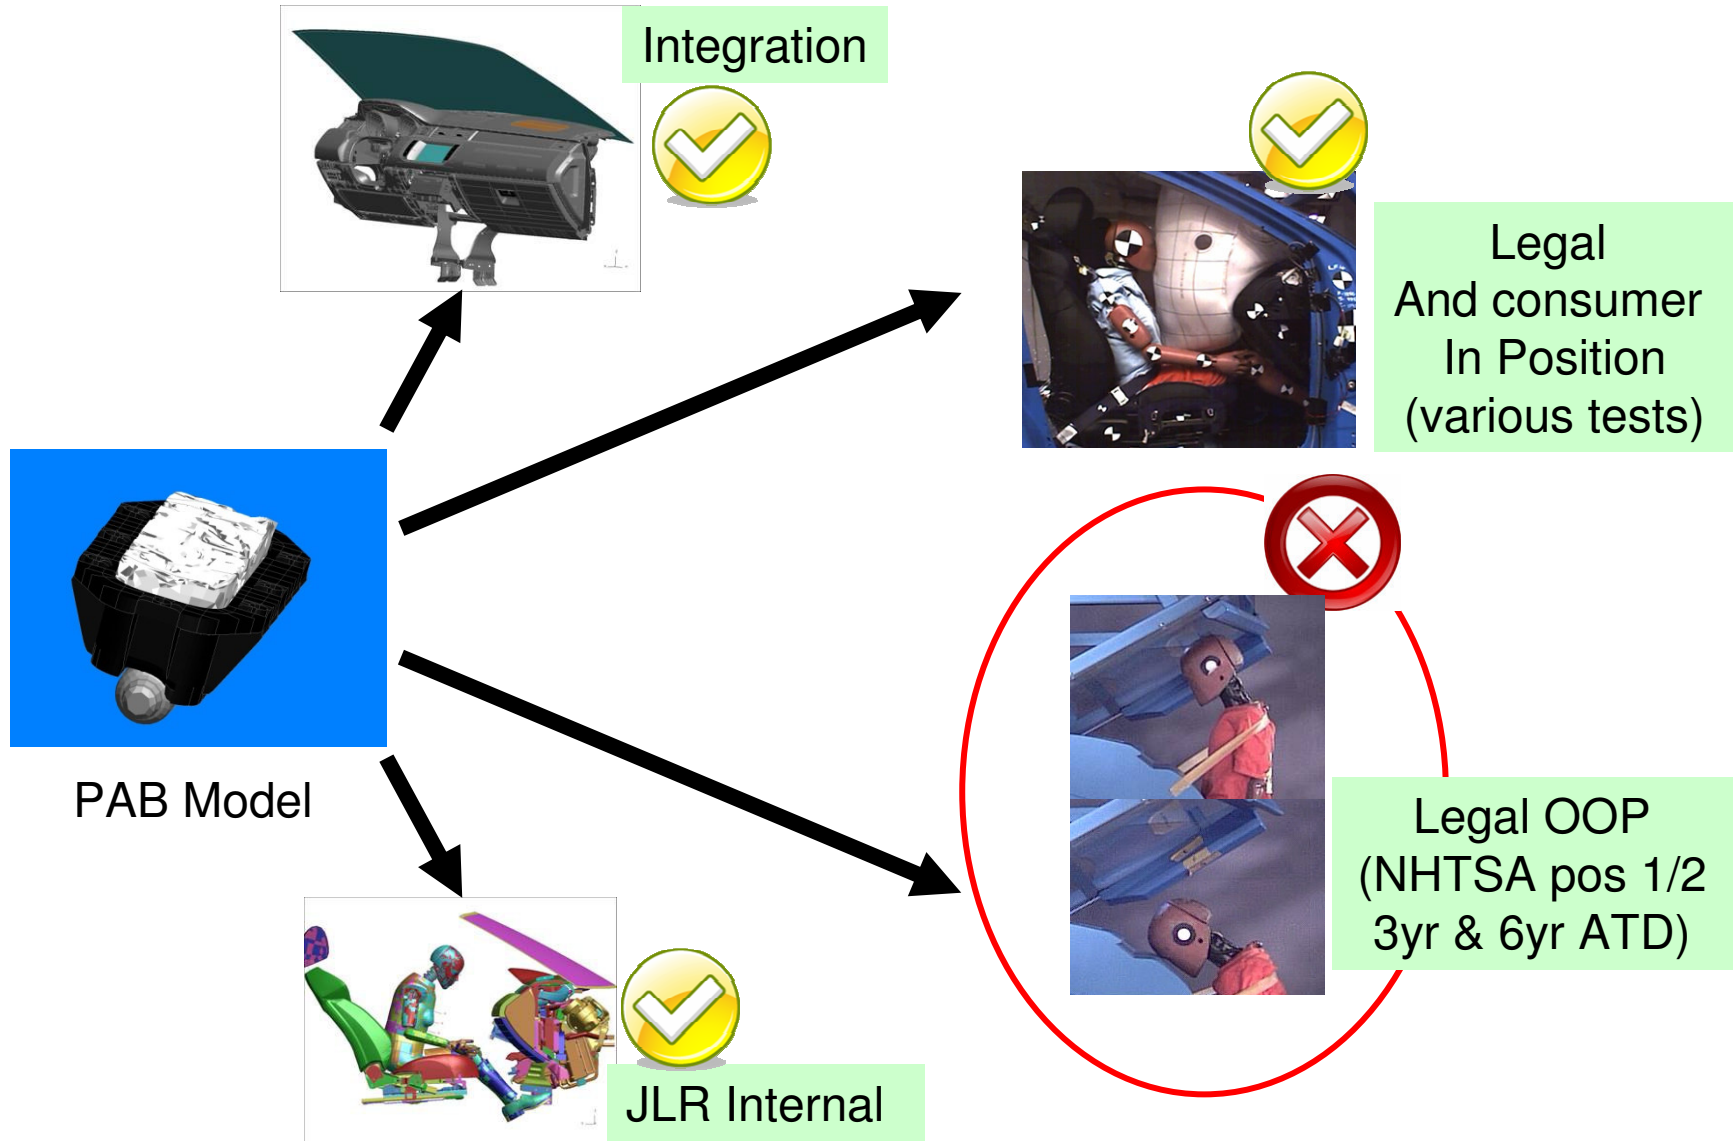 Integration
Legal
And consumer
In Position
(various tests)
PAB Model
Legal OOP
(NHTSA pos 1/2
3yr & 6yr ATD)
JLR Internal